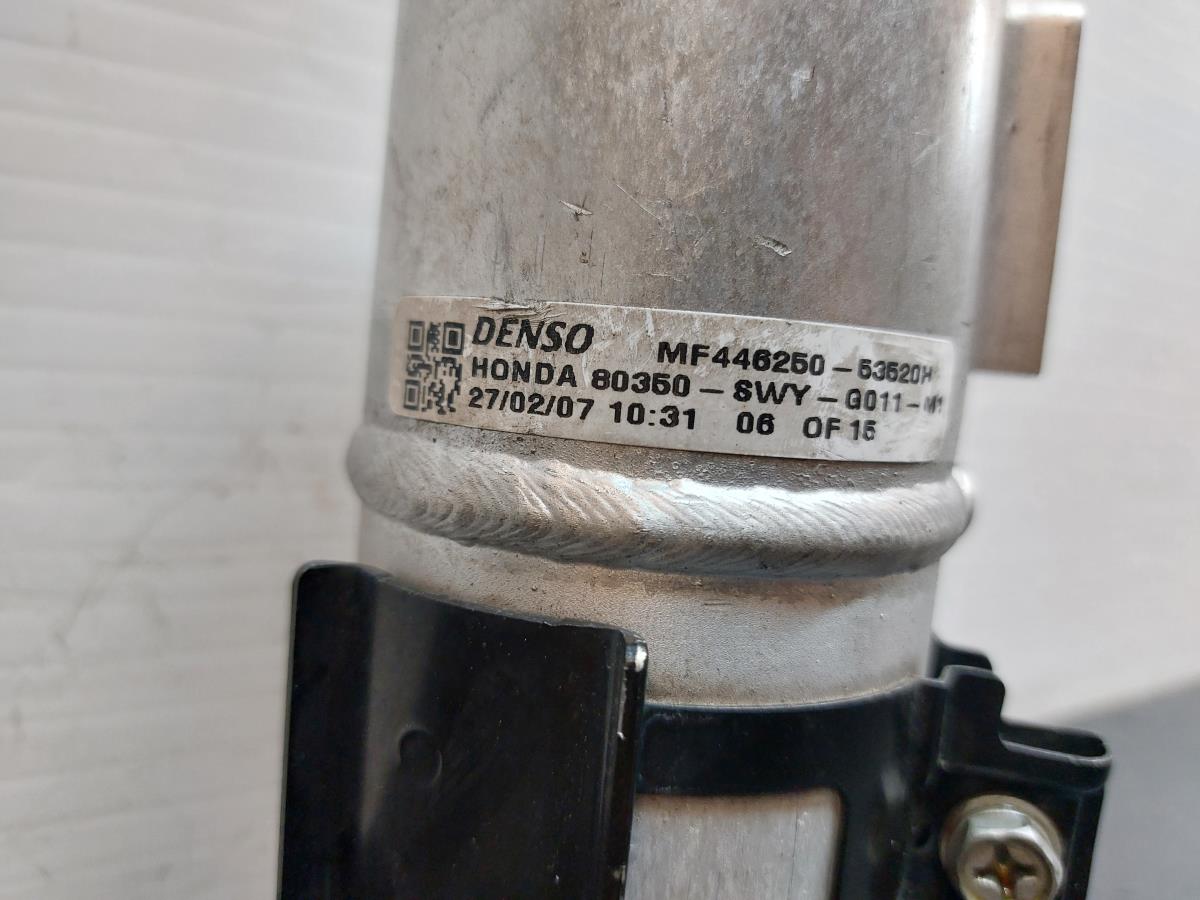 DENSO MF446250-53520H
HONDA 80350-SWY-G011-M1
27/02/07 10:31 06 OF 15